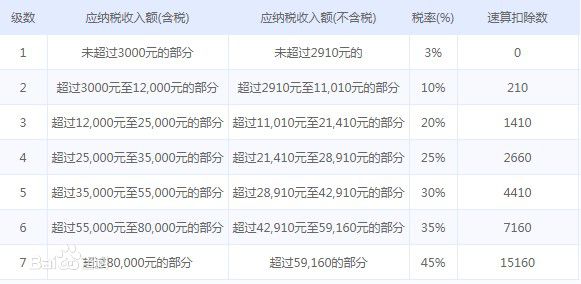 级数 应纳税收入额(含税) 应纳税收入额(不含税) 税率(%) 速算扣除数
1 未超过3000元的部分 未超过2910元的 3% 0
2 超过3000元至12,000元的部分 超过2910元至11,010元的部分 10% 210
3 超过12,000元至25,000元的部分 超过11,010元至21,410元的部分 20% 1410
4 超过25,000元至35,000元的部分 超过21,410元至28,910元的部分 25% 2660
5 超过35,000元至55,000元的部分 超过28,910元至42,910元的部分 30% 4410
6 超过55,000元至80,000元的部分 超过42,910元至59,160元的部分 35% 7160
7 超过80,000元的部分 超过59,160的部分 45% 15160
Baidu百科